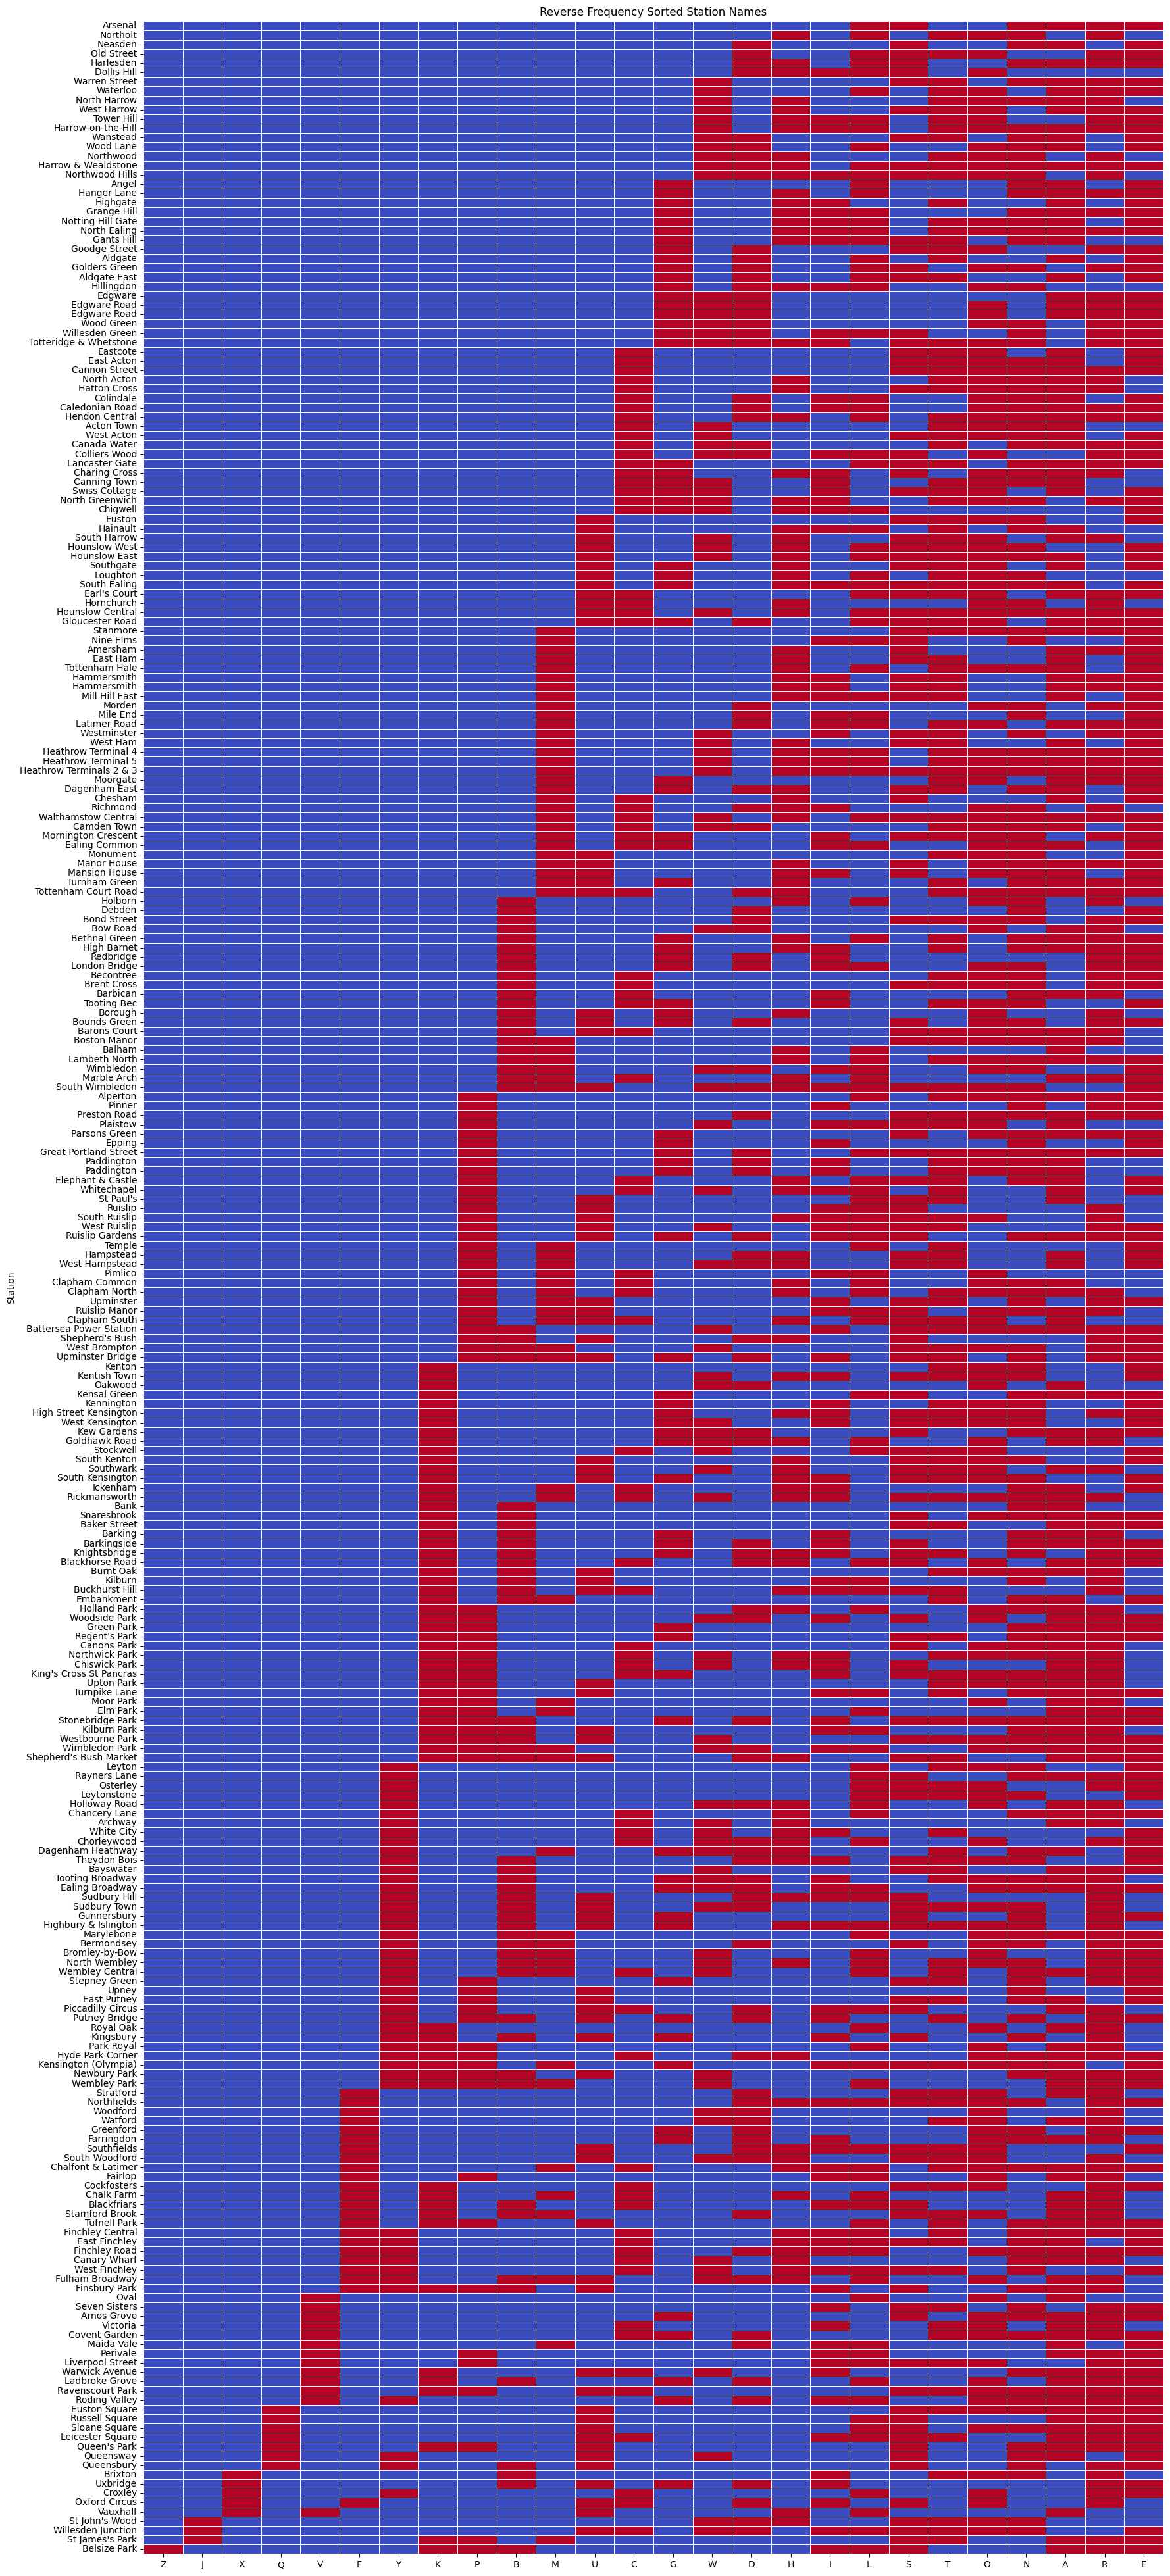 Reverse Frequency Sorted Station Names
Arsenal
Northolt
Neasden
Old Street
Harlesden
Dollis Hill
Warren Street
Waterloo
North Harrow
West Harrow
Tower Hill
Harrow-on-the-Hill
Wanstead
Wood Lane
Northwood
Harrow & Wealdstone
Northwood Hills
Angel
Hanger Lane
Highgate
Grange Hill
Notting Hill Gate
North Ealing
Gants Hill
Goodge Street
Aldgate
Golders Green
Aldgate East
Hillingdon
Edgware
Edgware Road
Edgware Road
Wood Green
Willesden Green
Totteridge & Whetstone
Eastcote
East Acton
Cannon Street
North Acton
Hatton Cross
Colindale
Caledonian Road
Hendon Central
Acton Town
West Acton
Canada Water
Colliers Wood
Lancaster Gate
Charing Cross
Canning Town
Swiss Cottage
North Greenwich
Chigwell
Euston
Hainault
South Harrow
Hounslow West
Hounslow East
Southgate
Loughton
South Ealing
Earl's Court
Hornchurch
Hounslow Central
Gloucester Road
Stanmore
Nine Elms
Amersham
East Ham
Tottenham Hale
Hammersmith
Hammersmith
Mill Hill East
Morden
Mile End
Latimer Road
Westminster
West Ham
Heathrow Terminal 4
Heathrow Terminal 5
Heathrow Terminals 2 & 3
Moorgate
Dagenham East
Chesham
Richmond
Walthamstow Central
Camden Town
Mornington Crescent
Ealing Common
Monument
Manor House
Mansion House
Turnham Green
Tottenham Court Road
Holborn
Debden
Bond Street
Bow Road
Bethnal Green
High Barnet
Redbridge
London Bridge
Becontree
Brent Cross
Barbican
Tooting Bec
Borough
Bounds Green
Barons Court
Boston Manor
Balham
Lambeth North
Wimbledon
Marble Arch
South Wimbledon
Alperton
Pinner
Preston Road
Plaistow
Parsons Green
Epping
Great Portland Street
Paddington
Paddington
Elephant & Castle
Whitechapel
St Paul's
Ruislip
South Ruislip
West Ruislip
Ruislip Gardens
Temple
Hampstead
West Hampstead
Pimlico
Clapham Common
Clapham North
Upminster
Ruislip Manor
Clapham South
Battersea Power Station
Shepherd's Bush
West Brompton
Upminster Bridge
Kenton
Kentish Town
Oakwood
Kensal Green
Kennington
High Street Kensington
West Kensington
Kew Gardens
Goldhawk Road
Stockwell
South Kenton
Southwark
South Kensington
Ickenham
Rickmansworth
Bank
Snaresbrook
Baker Street
Barking
Barkingside
Knightsbridge
Blackhorse Road
Burnt Oak
Kilburn
Buckhurst Hill
Embankment
Holland Park
Woodside Park
Green Park
Regent's Park
Canons Park
Northwick Park
Chiswick Park
King's Cross St Pancras
Upton Park
Turnpike Lane
Moor Park
Elm Park
Stonebridge Park
Kilburn Park
Westbourne Park
Wimbledon Park
Shepherd's Bush Market
Leyton
Rayners Lane
Osterley
Leytonstone
Holloway Road
Chancery Lane
Archway
White City
Chorleywood
Dagenham Heathway
Theydon Bois
Bayswater
Tooting Broadway
Ealing Broadway
Sudbury Hill
Sudbury Town
Gunnersbury
Highbury & Islington
Marylebone
Bermondsey
Bromley-by-Bow
North Wembley
Wembley Central
Stepney Green
Upney
East Putney
Piccadilly Circus
Putney Bridge
Royal Oak
Kingsbury
Park Royal
Hyde Park Corner
Kensington (Olympia)
Newbury Park
Wembley Park
Stratford
Northfields
Woodford
Watford
Greenford
Farringdon
Southfields
South Woodford
Chalfont & Latimer
Fairlop
Cockfosters
Chalk Farm
Blackfriars
Stamford Brook
Tufnell Park
Finchley Central
East Finchley
Finchley Road
Canary Wharf
West Finchley
Fulham Broadway
Finsbury Park
Oval
Seven Sisters
Arnos Grove
Victoria
Covent Garden
Maida Vale
Perivale
Liverpool Street
Warwick Avenue
Ladbroke Grove
Ravenscourt Park
Roding Valley
Euston Square
Russell Square
Sloane Square
Leicester Square
Queen's Park
Queensway
Queensbury
Brixton
Uxbridge
Croxley
Oxford Circus
Vauxhall
St John's Wood
Willesden Junction
St James's Park
Belsize Park
Station
Z J X Q V F Y K P B M U C G W D H I L S T O N A R E